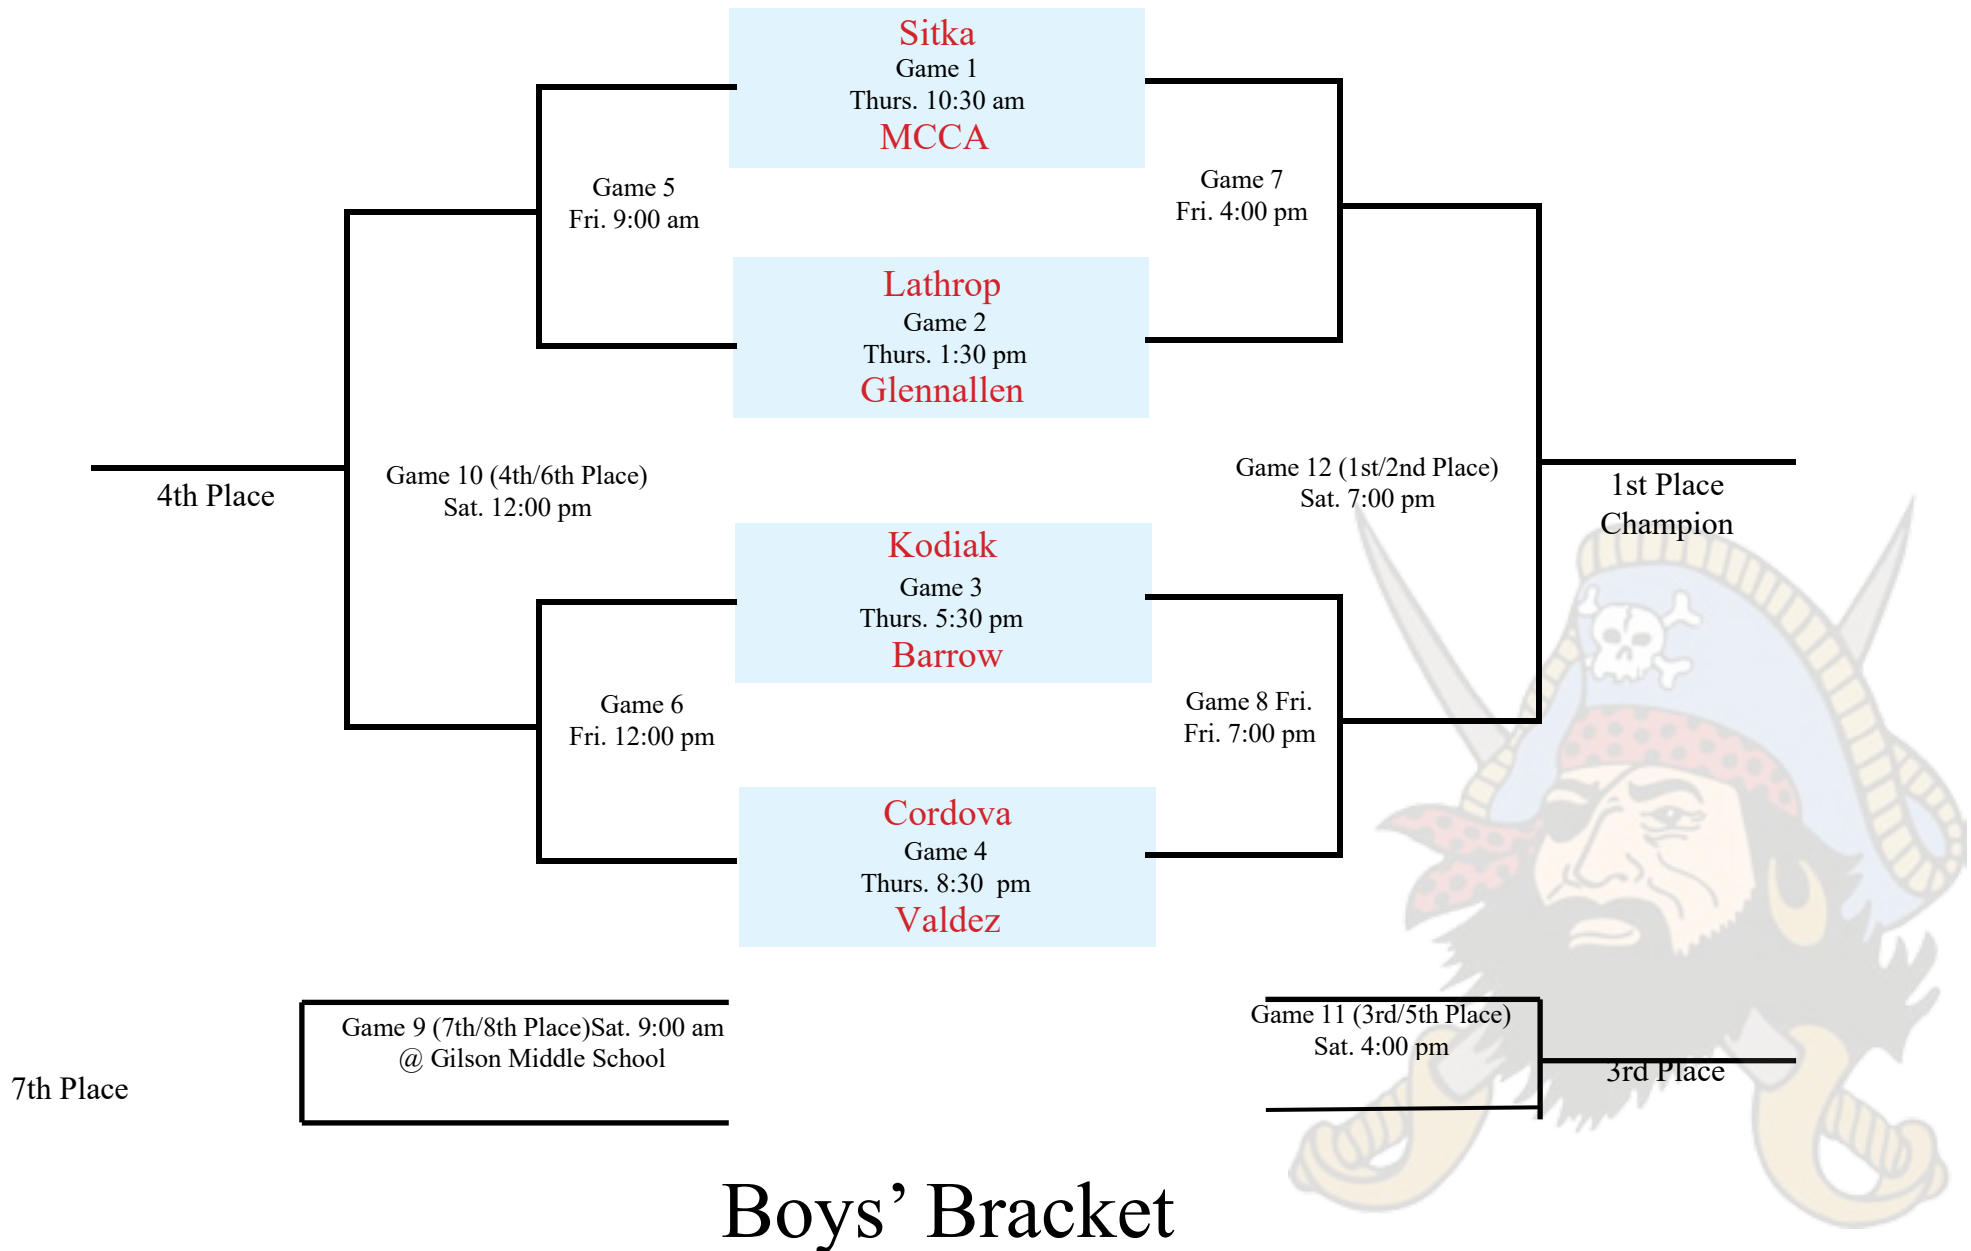 Sitka
Game 1
Thurs. 10:30 am
MCCA
Game 5
Fri. 9:00 am
Game 7
Fri. 4:00 pm
Lathrop
Game 2
Thurs. 1:30 pm
Glennallen
4th Place
Game 10 (4th/6th Place)
Sat. 12:00 pm
Game 12 (1st/2nd Place)
Sat. 7:00 pm
1st Place
Champion
Kodiak
Game 3
Thurs. 5:30 pm
Barrow
Game 6
Fri. 12:00 pm
Game 8 Fri.
Fri. 7:00 pm
Cordova
Game 4
Thurs. 8:30  pm
Valdez
7th Place
Game 9 (7th/8th Place)Sat. 9:00 am
@ Gilson Middle School
Game 11 (3rd/5th Place)
Sat. 4:00 pm
3rd Place
Boys’ Bracket